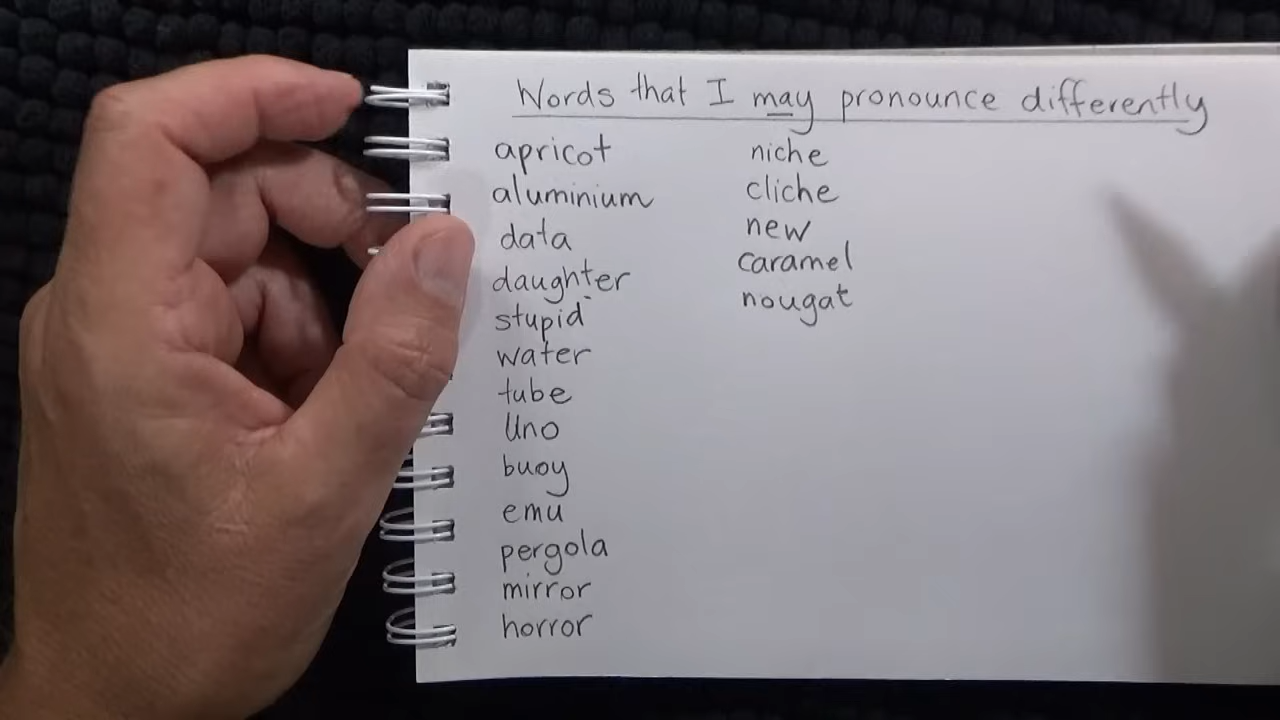 Words that I may pronounce differently
apricot
aluminium
data
daughter
stupid
water
tube
Uno
buoy
emu
pergola
mirror
horror
niche
cliche
new
caramel
nougat